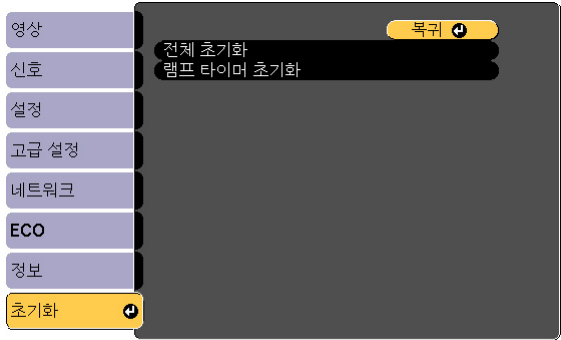 영상
신호
설정
고급 설정
네트워크
ECO
정보
초기화
복귀
전체 초기화
램프 타이머 초기화